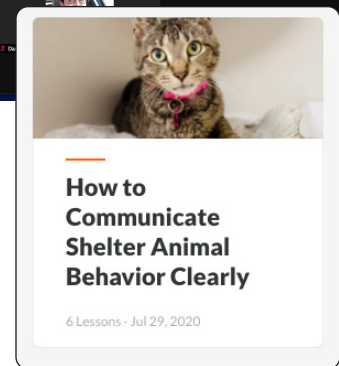 How to
Communicate
Shelter Animal
Behavior Clearly
6 Lessons · Jul 29, 2020